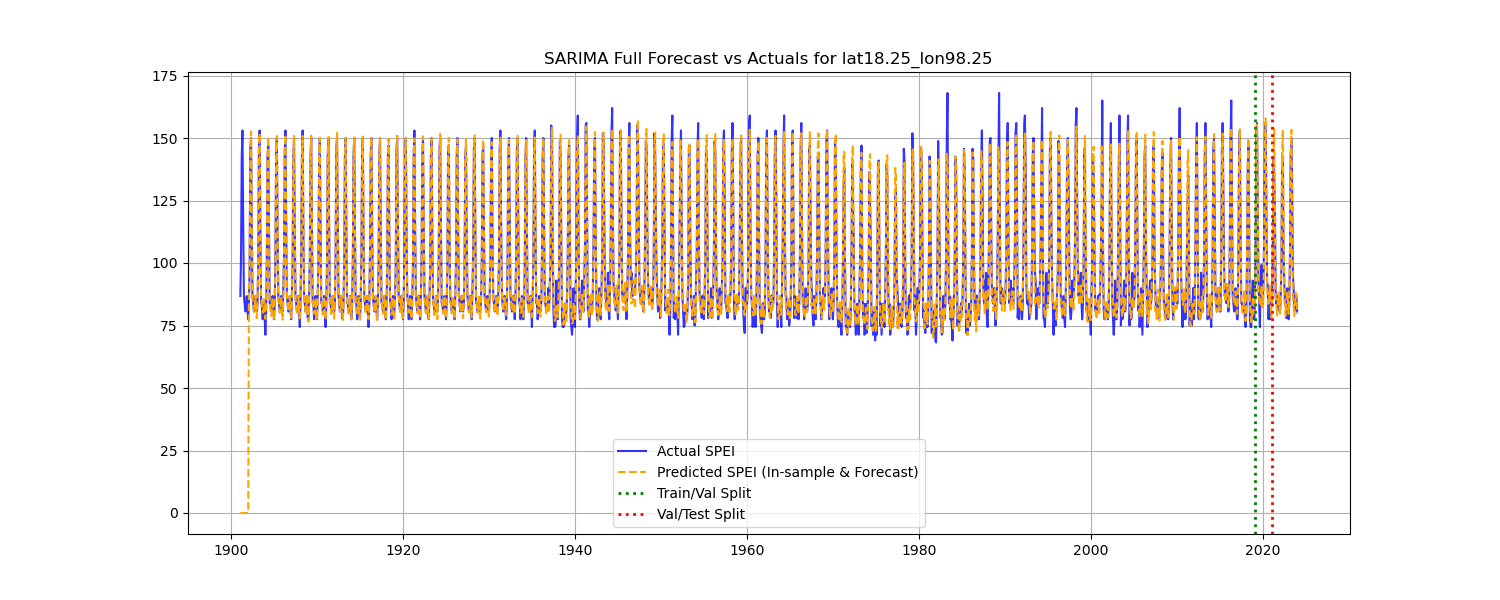 SARIMA Full Forecast vs Actuals for lat18.25_lon98.25
175
150
125
100
75
50
25
0
Actual SPEI
Predicted SPEI (In-sample & Forecast)
Train/Val Split
Val/Test Split
1900 1920 1940 1960 1980 2000 2020